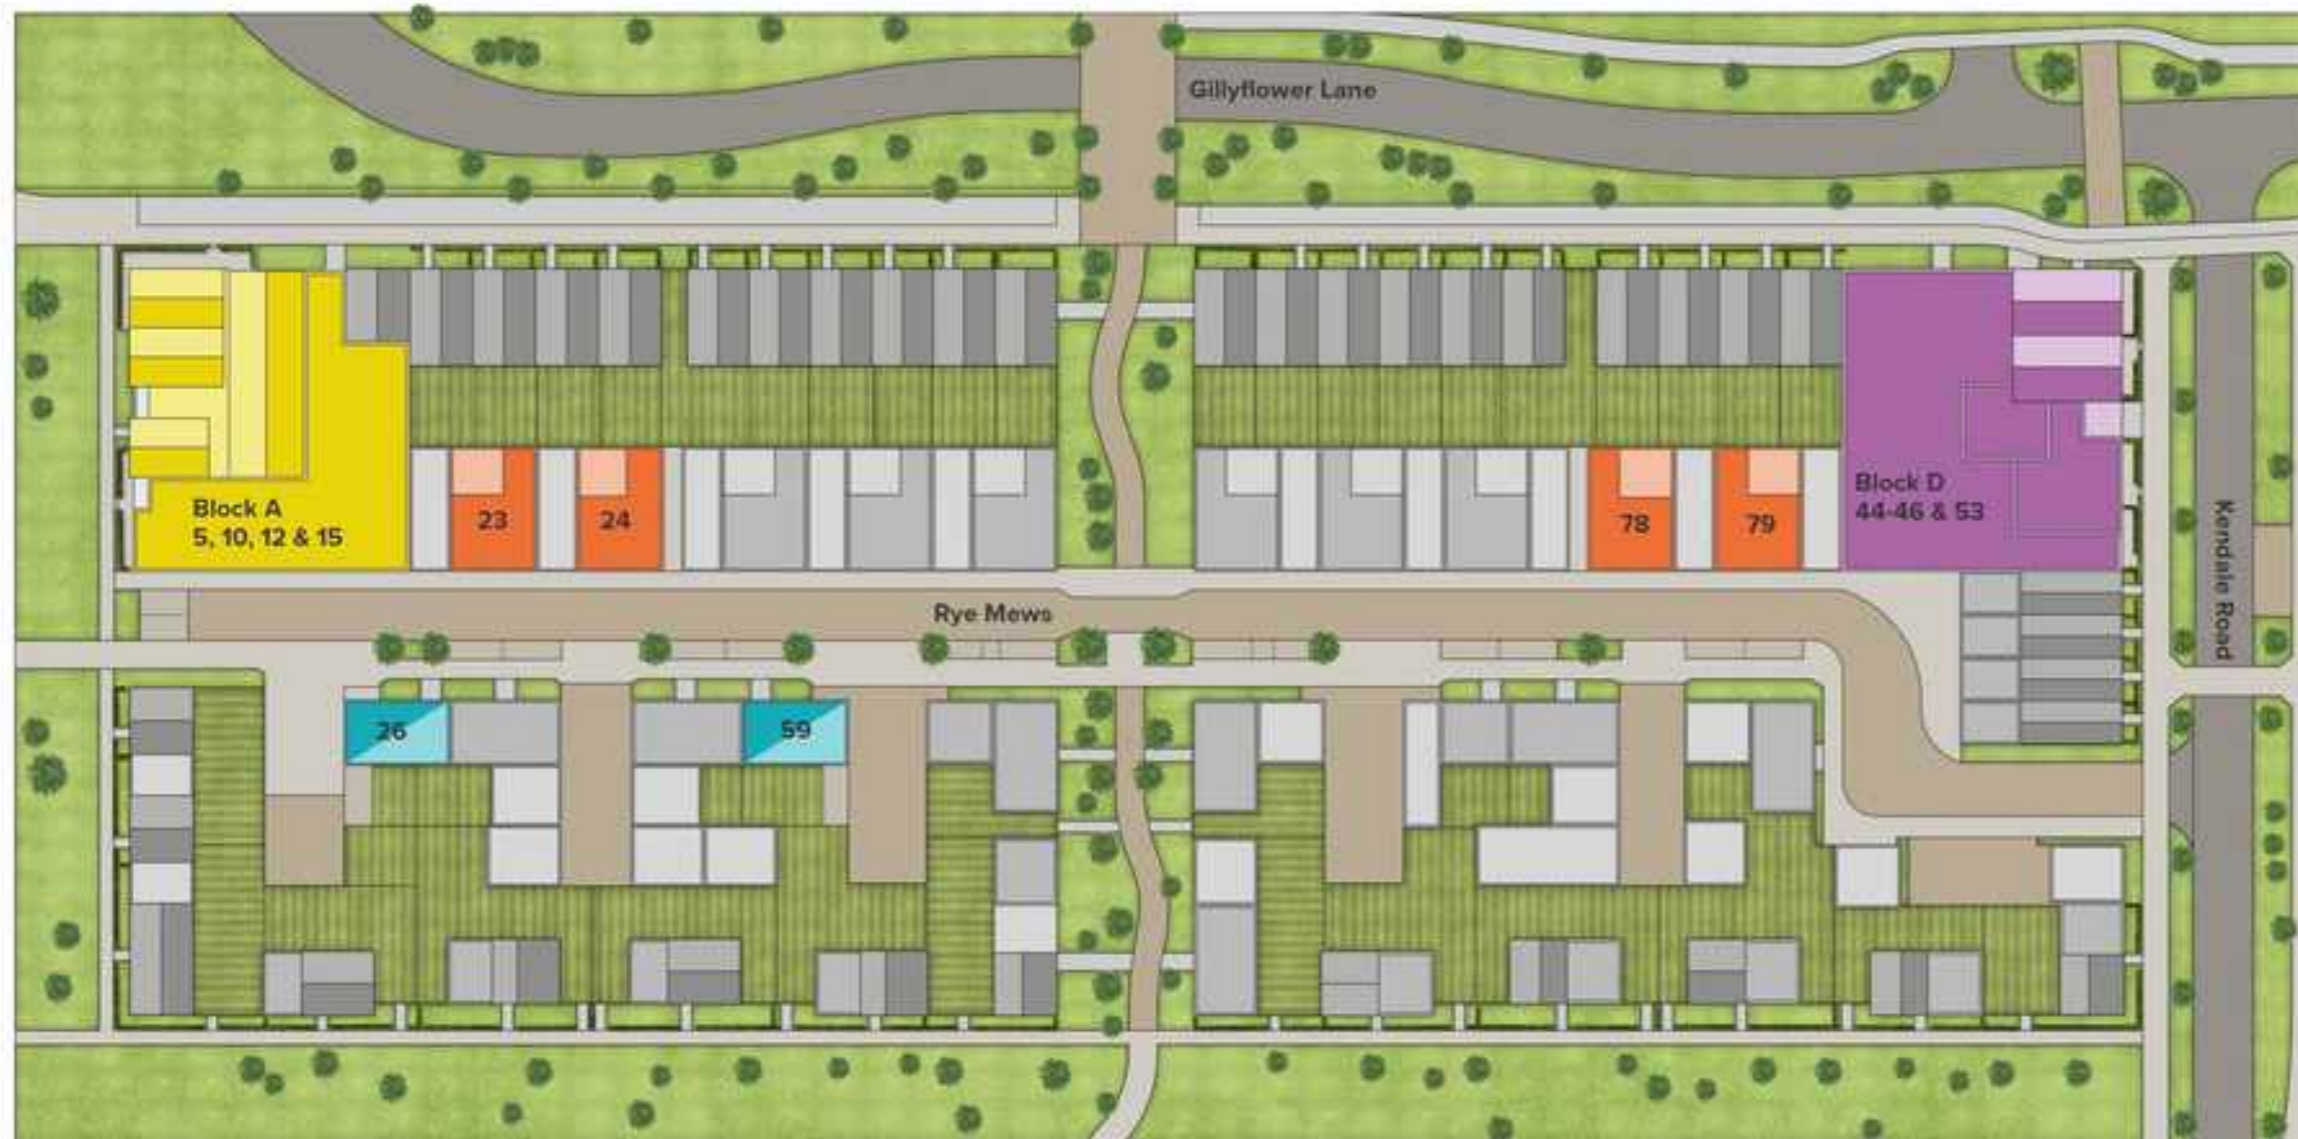 Gillyflower Lane
Block A
5, 10, 12 & 15
23
24
78
79
Block D
44-46 & 53
Kendale Road
Rye Mews
26
59